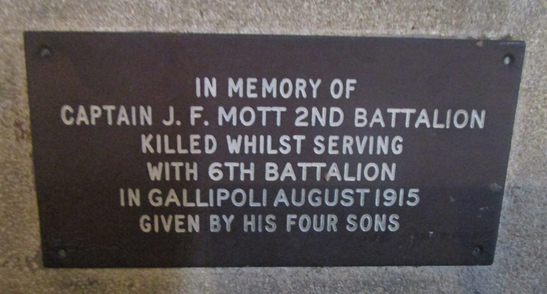 IN MEMORY OF
CAPTAIN J. F. MOTT 2ND BATTALION
KILLED WHILST SERVING
WITH 6TH BATTALION
IN GALLIPOLI AUGUST 1915
GIVEN BY HIS FOUR SONS